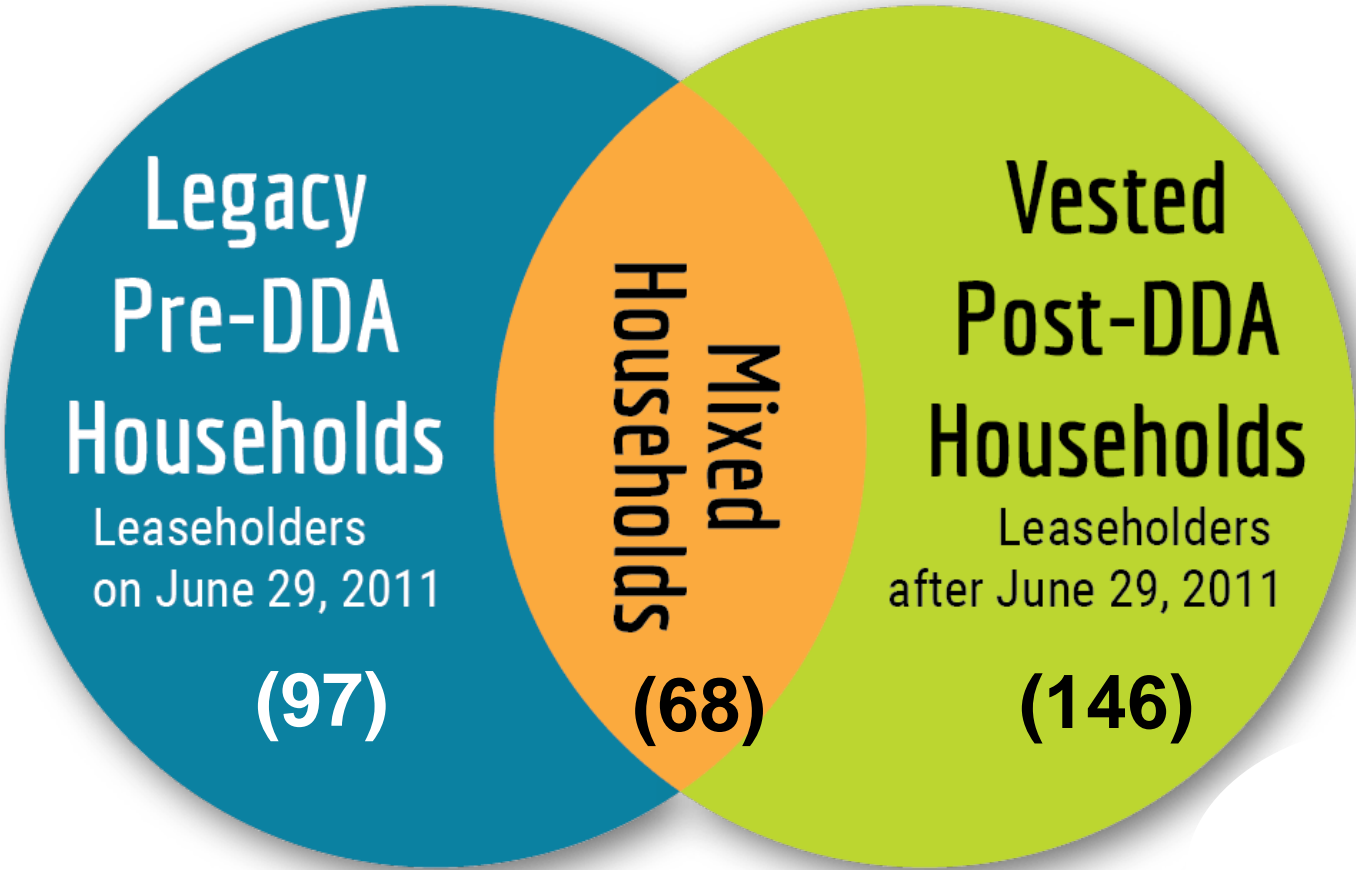 Legacy
Pre-DDA
Households
Leaseholders
on June 29, 2011
(97)
Mixed
Households
(68)
Vested
Post-DDA
Households
Leaseholders
after June 29, 2011
(146)